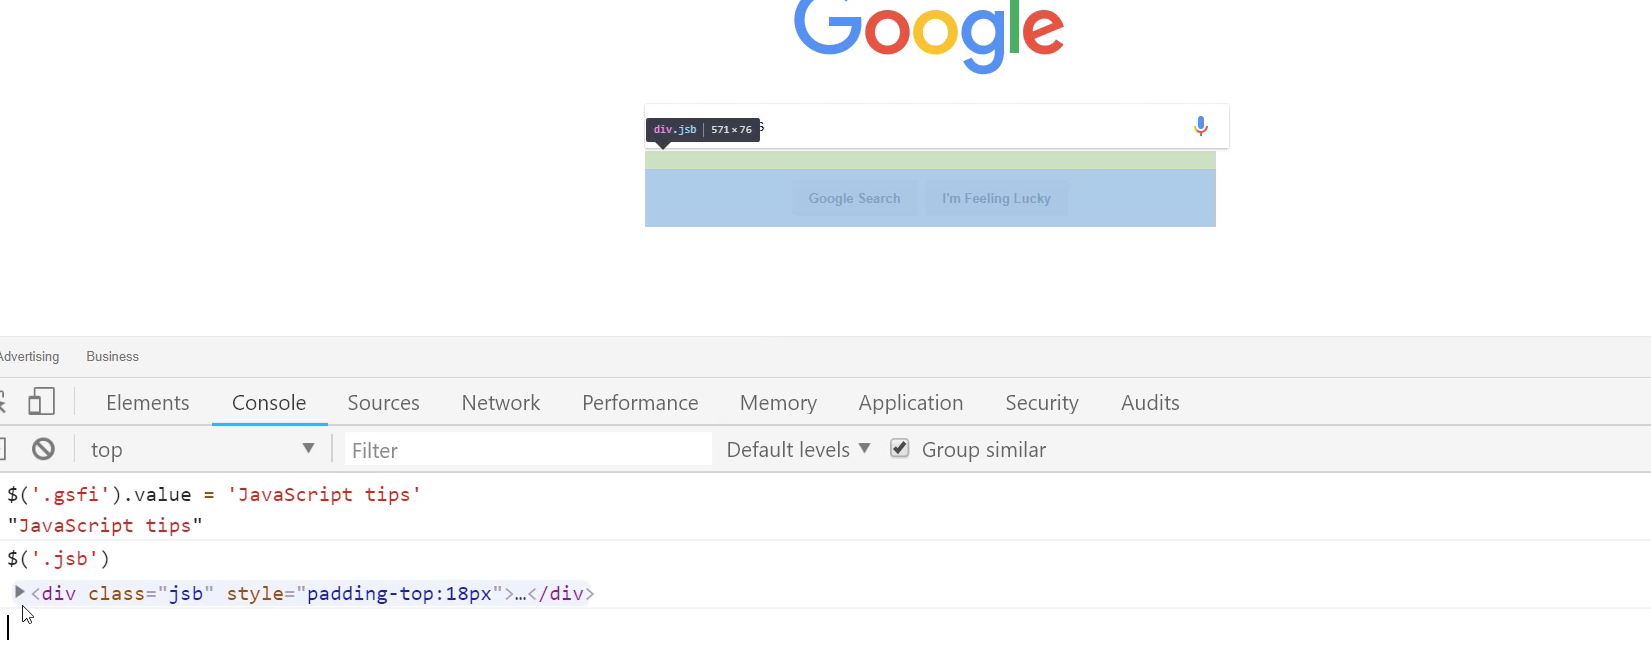 Google
div.jsb 571×76 s
Google Search I'm Feeling Lucky
Advertising Business
Elements Console Sources Network Performance Memory Application Security Audits
top ▼ Filter Default levels ▼ Group similar
$('.gsfi').value = 'JavaScript tips'
"JavaScript tips"
$('.jsb')
<div class="jsb" style="padding-top:18px">…</div>